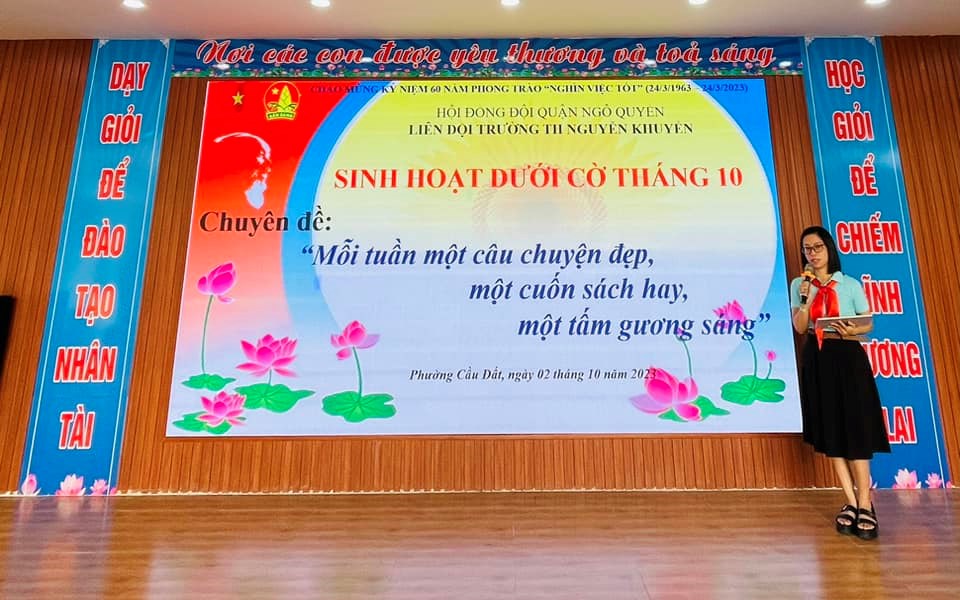 Nơi các con được yêu thương và toả sáng
DẠY
GIỎI
ĐỂ
ĐÀO
TẠO
NHÂN
TÀI
CHÀO MỪNG KỶ NIỆM 60 NĂM PHONG TRÀO "NGHÌN VIỆC TỐT" (24/3/1963 - 24/3/2023)
HỘI ĐỒNG ĐỘI QUẬN NGÔ QUYỀN
LIÊN ĐỘI TRƯỜNG TH NGUYỄN KHUYẾN
SINH HOẠT DƯỚI CỜ THÁNG 10
Chuyên đề:
"Mỗi tuần một câu chuyện đẹp,
một cuốn sách hay,
một tấm gương sáng"
Phường Cầu Đất, ngày 02 tháng 10 năm 2023
HỌC
GIỎI
ĐỂ
CHIẾM
LAI